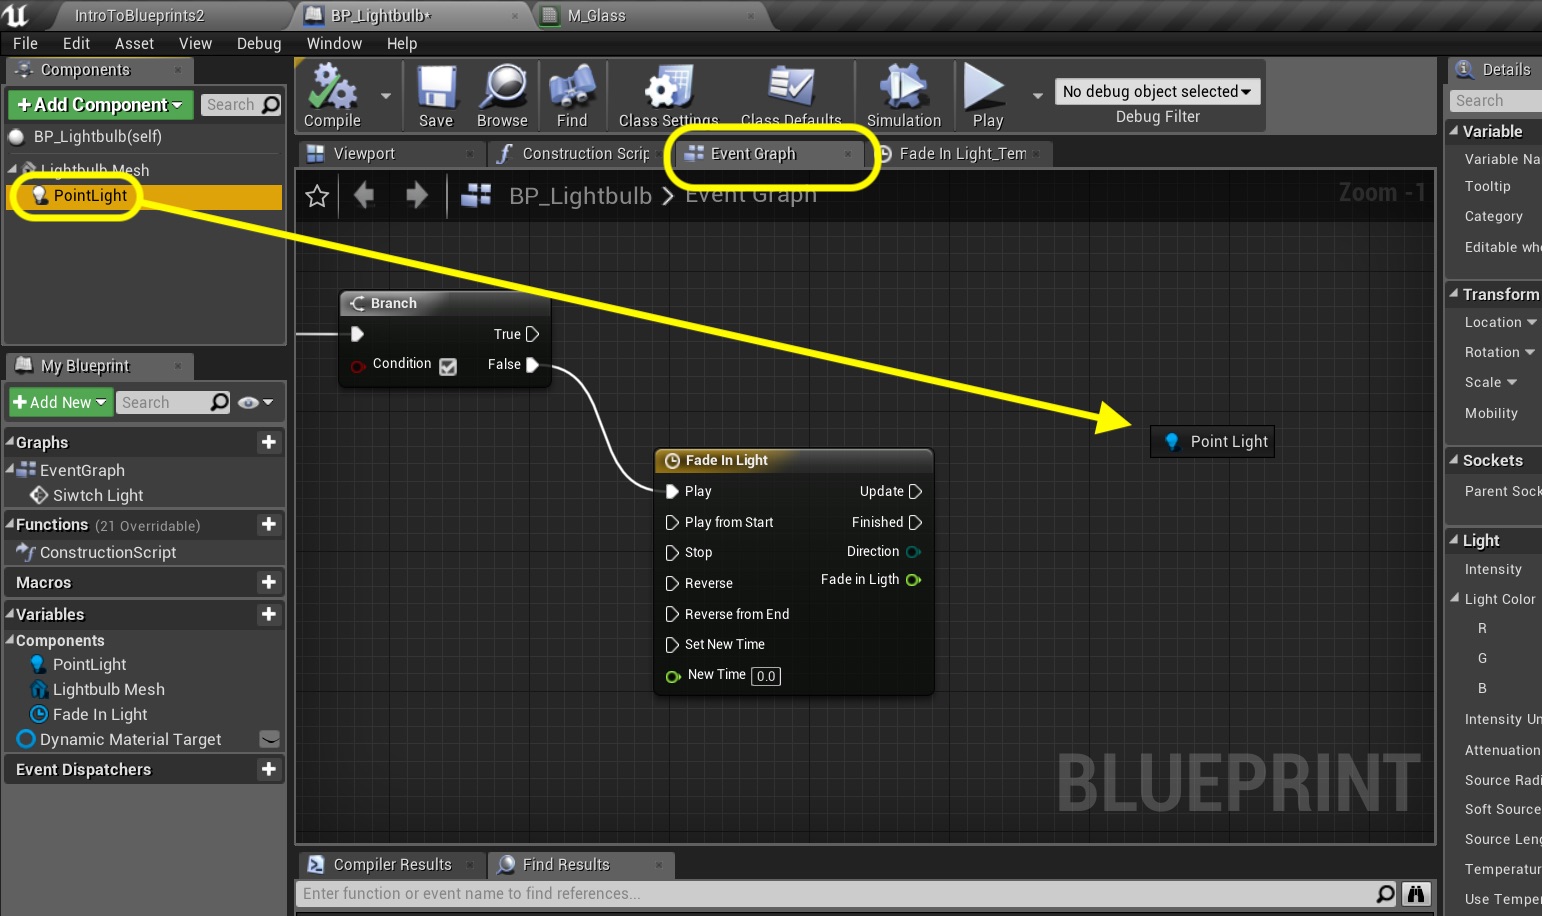 IntroToBlueprints2
BP_Lightbulb*
M_Glass
File Edit Asset View Debug Window Help
Components
+Add Component
Search
BP_Lightbulb(self)
Lightbulb Mesh
PointLight
Compile
Save
Browse
Find
Class Settings
Class Defaults
Simulation
Play
No debug object selected
Debug Filter
Viewport
Construction Scrip
Event Graph
Fade In Light_Tem
BP_Lightbulb > Event Graph
Zoom -1
Branch
True
Condition
False
Fade In Light
Play
Update
Play from Start
Finished
Stop
Direction
Reverse
Fade in Ligth
Reverse from End
Set New Time
New Time 0.0
Point Light
BLUEPRINT
My Blueprint
+Add New
Search
Graphs
EventGraph
Siwtch Light
Functions (21 Overridable)
ConstructionScript
Macros
Variables
Components
PointLight
Lightbulb Mesh
Fade In Light
Dynamic Material Target
Event Dispatchers
Compiler Results
Find Results
Enter function or event name to find references...
Details
Search
Variable
Variable Na
Tooltip
Category
Editable whe
Transform
Location
Rotation
Scale
Mobility
Sockets
Parent Sock
Light
Intensity
Light Color
R
G
B
Intensity Un
Attenuation
Source Radi
Soft Source
Source Leng
Temperatur
Use Temper